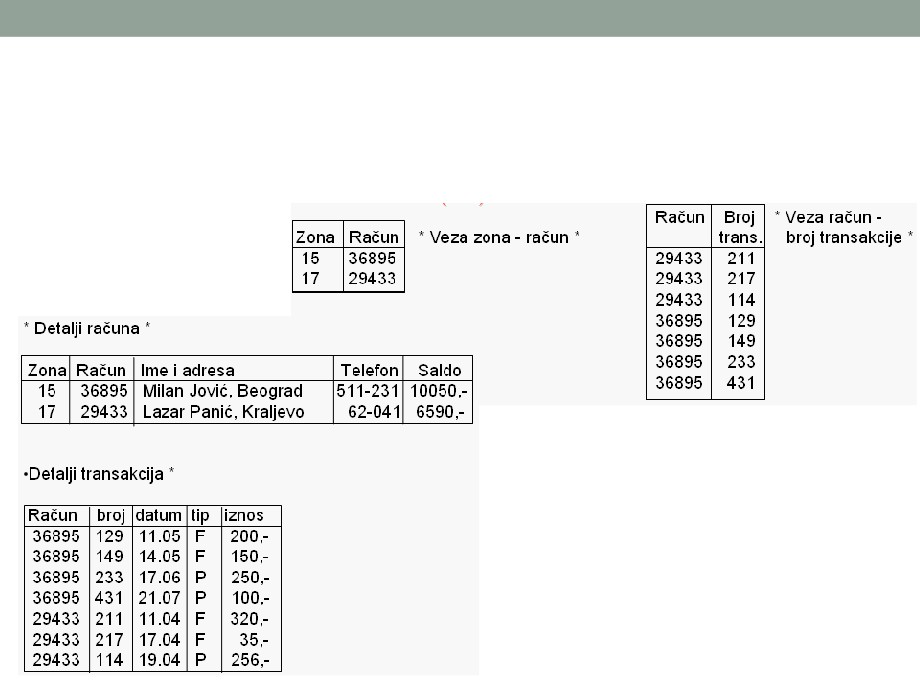 Zona Račun
15 36895
17 29433
* Veza zona - račun *
Račun Broj
trans.
29433 211
29433 217
29433 114
36895 129
36895 149
36895 233
36895 431
* Veza račun -
broj transakcije *
* Detalji računa *
Zona Račun Ime i adresa Telefon Saldo
15 36895 Milan Jović, Beograd 511-231 10050,-
17 29433 Lazar Panić, Kraljevo 62-041 6590,-
•Detalji transakcija *
Račun broj datum tip iznos
36895 129 11.05 F 200,-
36895 149 14.05 F 150,-
36895 233 17.06 P 250,-
36895 431 21.07 P 100,-
29433 211 11.04 F 320,-
29433 217 17.04 F 35,-
29433 114 19.04 P 256,-